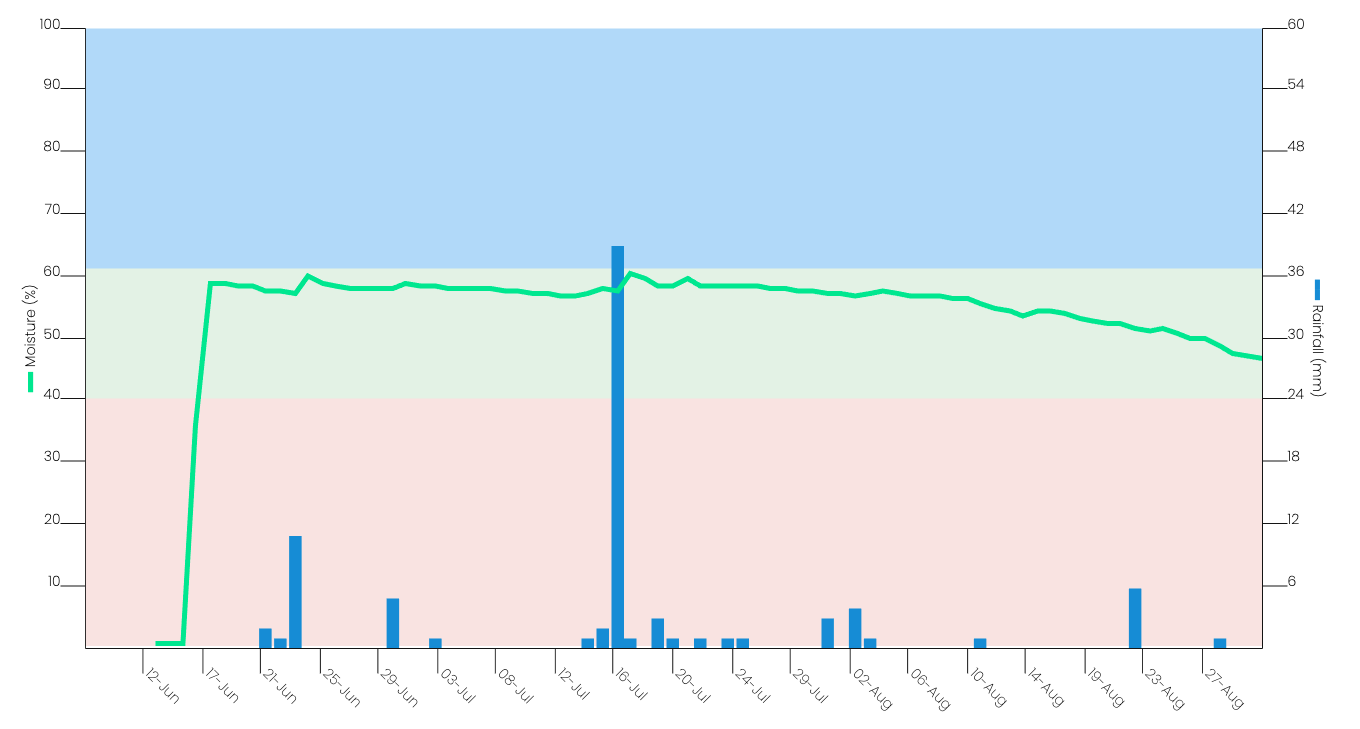 100
90
80
70
60
50
40
30
20
10
Moisture (%)
60
54
48
42
36
30
24
18
12
6
Rainfall (mm)
12-Jun
17-Jun
21-Jun
25-Jun
29-Jun
03-Jul
08-Jul
12-Jul
16-Jul
20-Jul
24-Jul
29-Jul
02-Aug
06-Aug
10-Aug
14-Aug
19-Aug
23-Aug
27-Aug